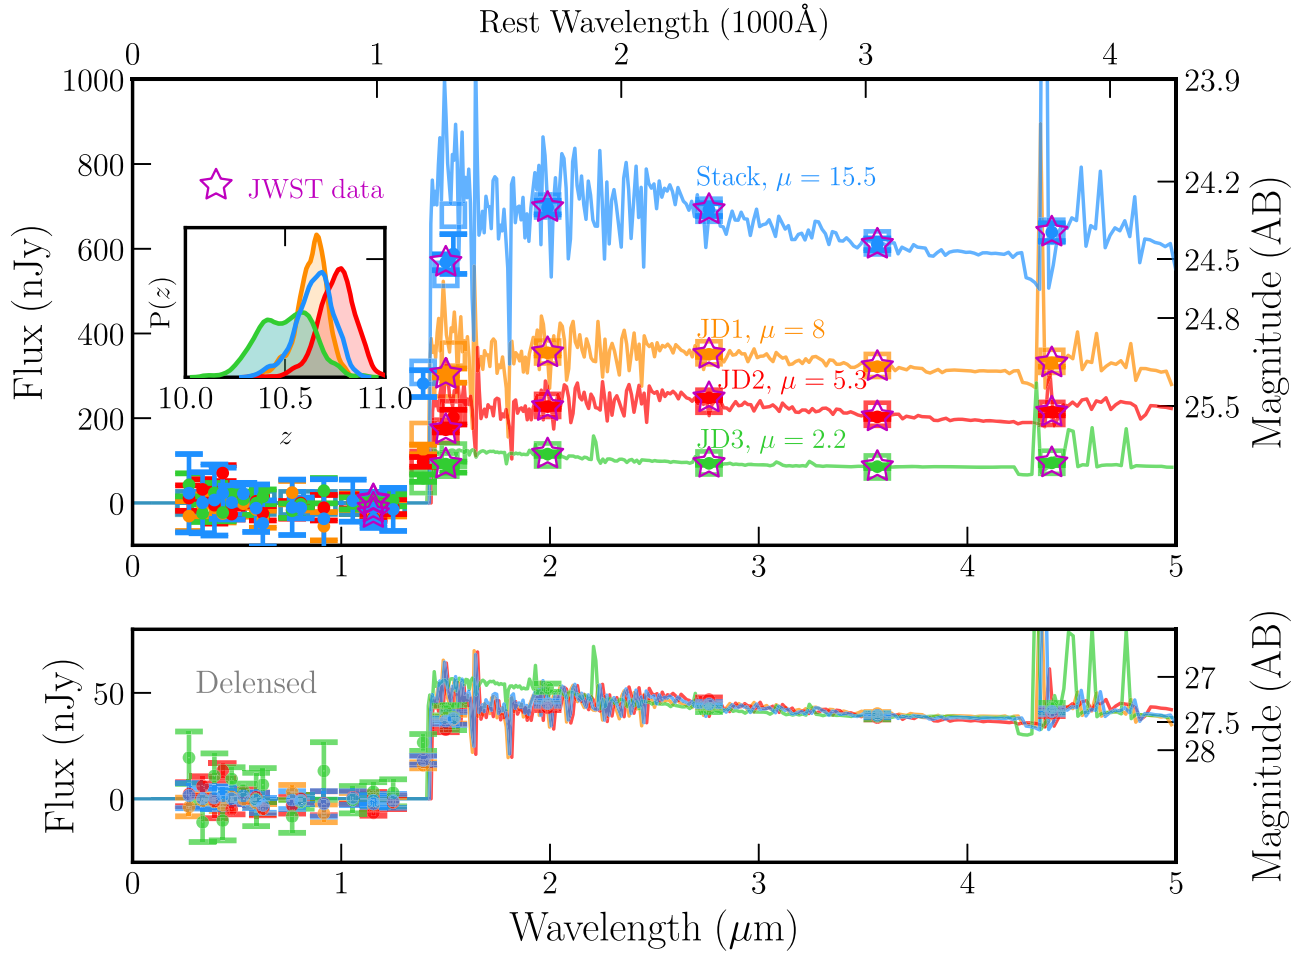 Rest Wavelength (1000Å)
0 1 2 3 4
1000
800
600
400
200
0
Flux (nJy)
23.9
24.2
24.5
24.8
25.5
Magnitude (AB)
JWST data
Stack, μ = 15.5
JD1, μ = 8
JD2, μ = 5.3
JD3, μ = 2.2
P(z)
10.0 10.5 11.0
z
0 1 2 3 4 5
50
0
Flux (nJy)
Delensed
27
27.5
28
Magnitude (AB)
0 1 2 3 4 5
Wavelength (μm)